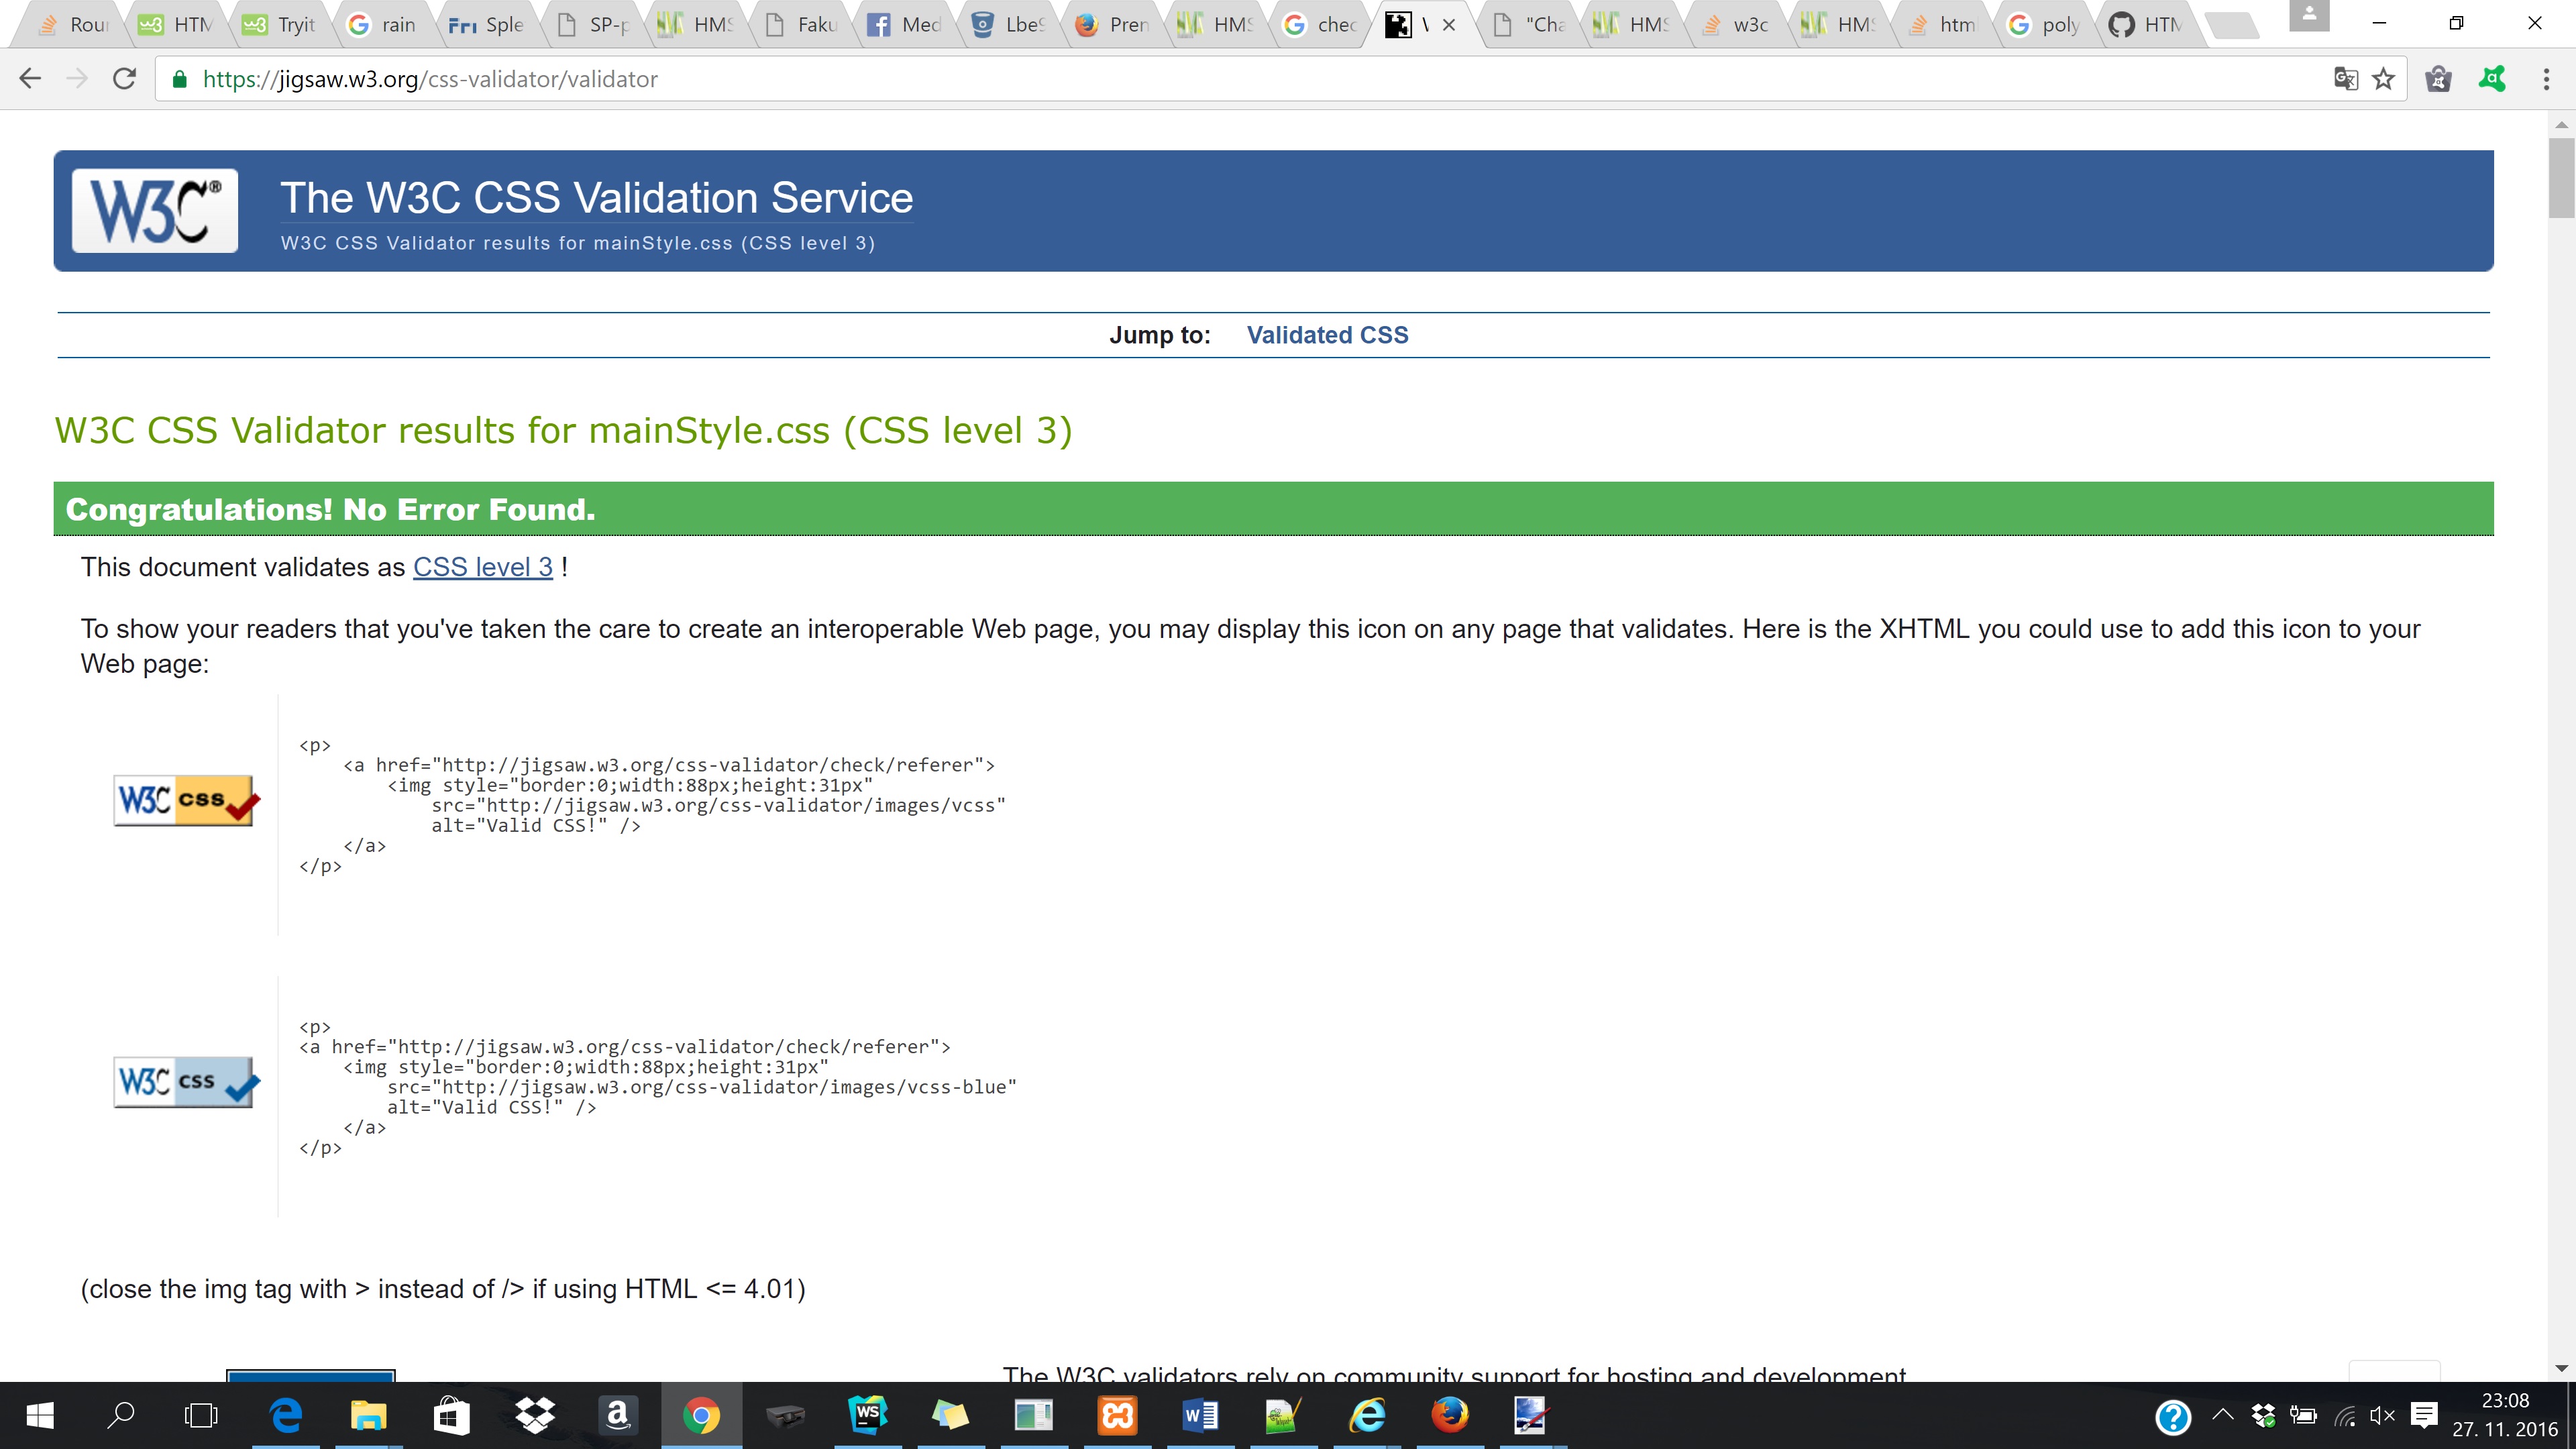 Rour HTM Tryit rain Fri Sple SP-p HMS Faku Med Lbe Pren HMS chec "Cha HMS w3c HMS html poly HTM
https://jigsaw.w3.org/css-validator/validator
W3C®
The W3C CSS Validation Service
W3C CSS Validator results for mainStyle.css (CSS level 3)
Jump to: Validated CSS
W3C CSS Validator results for mainStyle.css (CSS level 3)
Congratulations! No Error Found.
This document validates as CSS level 3 !
To show your readers that you've taken the care to create an interoperable Web page, you may display this icon on any page that validates. Here is the XHTML you could use to add this icon to your
Web page:
<p>
<a href="http://jigsaw.w3.org/css-validator/check/referer">
<img style="border:0;width:88px;height:31px"
W3C css
src="http://jigsaw.w3.org/css-validator/images/vcss"
alt="Valid CSS!" />
</a>
</p>
<p>
<a href="http://jigsaw.w3.org/css-validator/check/referer">
<img style="border:0;width:88px;height:31px"
W3C css
src="http://jigsaw.w3.org/css-validator/images/vcss-blue"
alt="Valid CSS!" />
</a>
</p>
(close the img tag with > instead of /> if using HTML <= 4.01)
The W3C validators rely on community support for hosting and development
23:08
27. 11. 2016